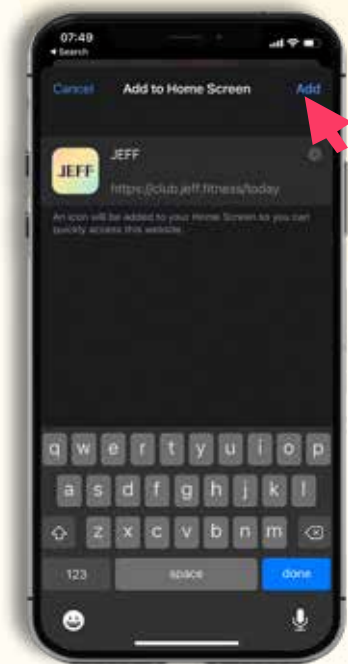 07:49
Search
Cancel Add to Home Screen Add
JEFF
JEFF
https://club.jeff.fitness/today
An icon will be added to your Home Screen so you can
quickly access this website.
q w e r t y u i o p
a s d f g h j k l
z x c v b n m
123 space done